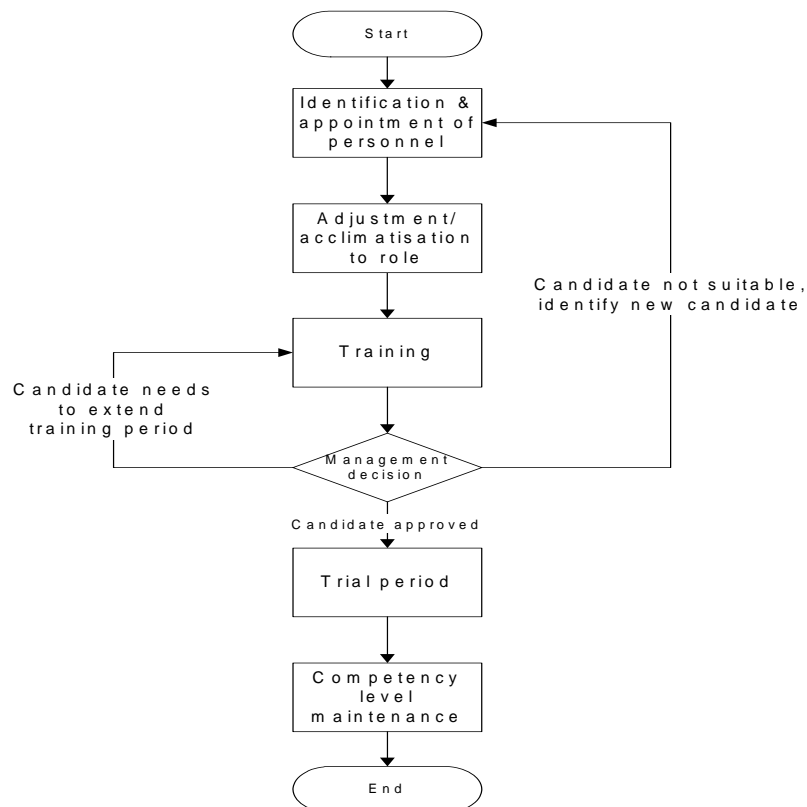 Start
Identification &
appointment of
personnel
Adjustment/
acclimatisation
to role
Candidate not suitable,
identify new candidate
Training
Candidate needs
to extend
training period
Management
decision
Candidate approved
Trial period
Competency
level
maintenance
End